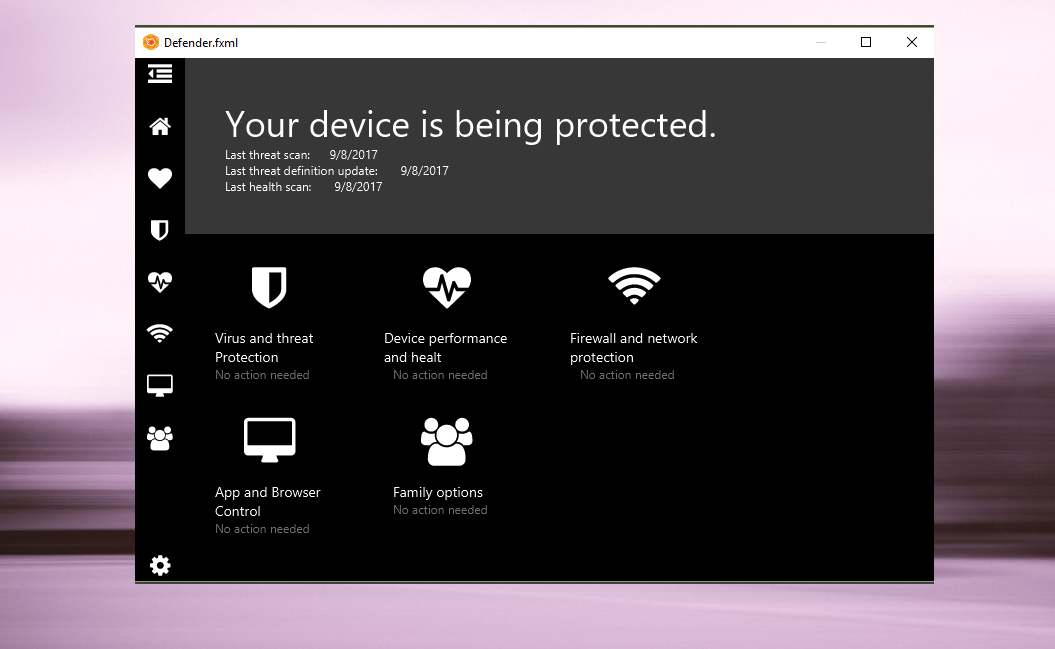 Defender.fxml
Your device is being protected.
Last threat scan: 9/8/2017
Last threat definition update: 9/8/2017
Last health scan: 9/8/2017
Virus and threat
Protection
No action needed
Device performance
and healt
No action needed
Firewall and network
protection
No action needed
App and Browser
Control
No action needed
Family options
No action needed